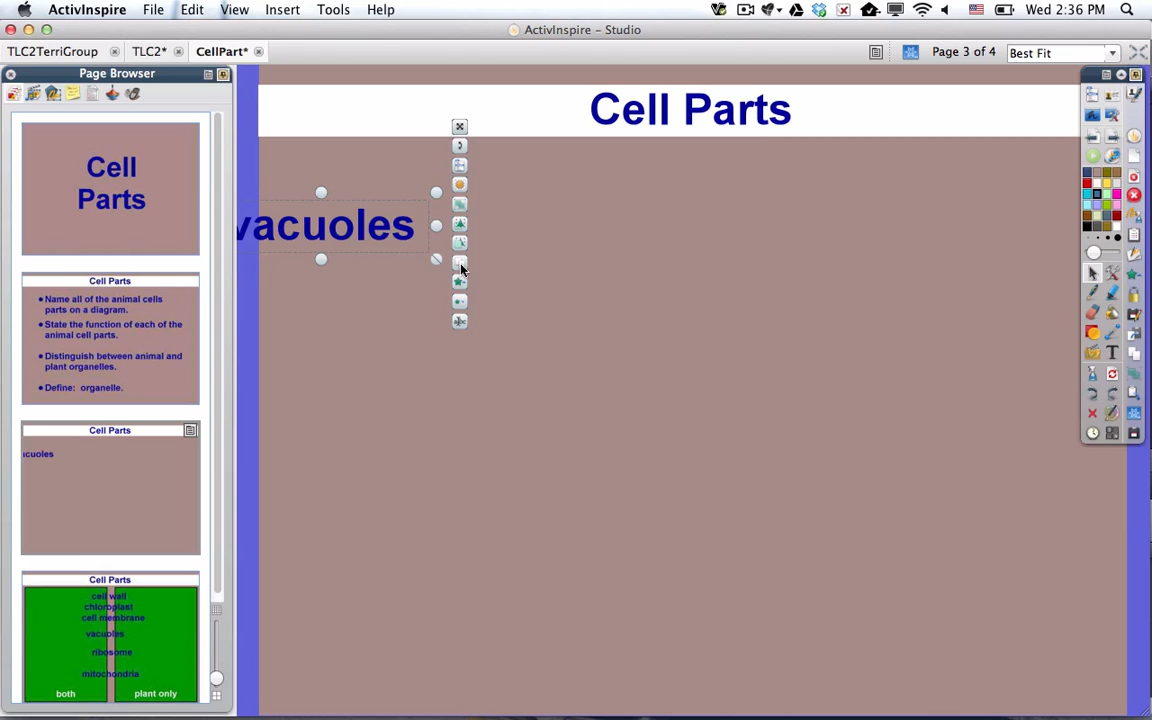 ActivInspire File Edit View Insert Tools Help Wed 2:36 PM
ActivInspire – Studio
TLC2TerriGroup TLC2* CellPart* Page 3 of 4 Best Fit
Page Browser
Cell
Parts
Cell Parts
•Name all of the animal cells
parts on a diagram.
•State the function of each of the
animal cell parts.
•Distinguish between animal and
plant organelles.
•Define: organelle.
Cell Parts
cuoles
Cell Parts
cell wall
chloroplast
cell membrane
vacuoles
ribosome
mitochondria
both plant only
Cell Parts
vacuoles